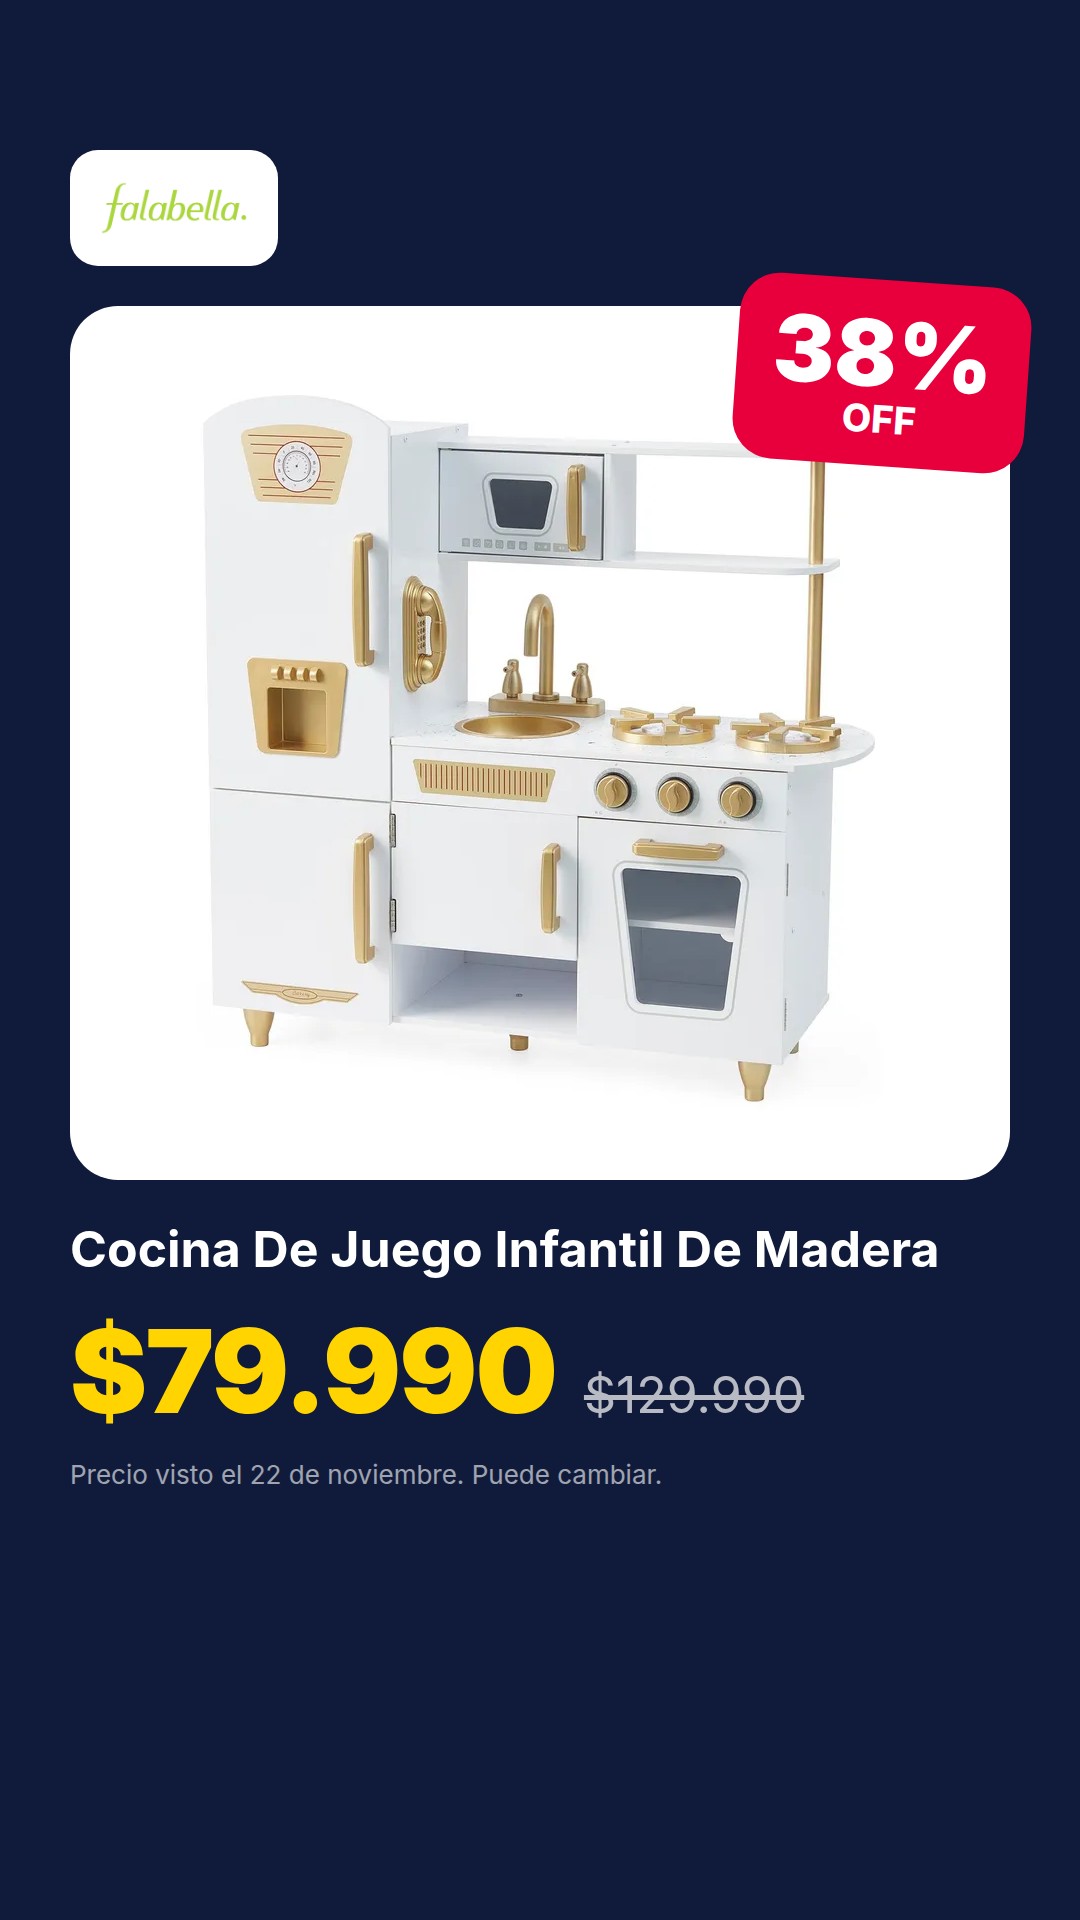 falabella.
38%
OFF
Cocina De Juego Infantil De Madera
$79.990 $129.990
Precio visto el 22 de noviembre. Puede cambiar.